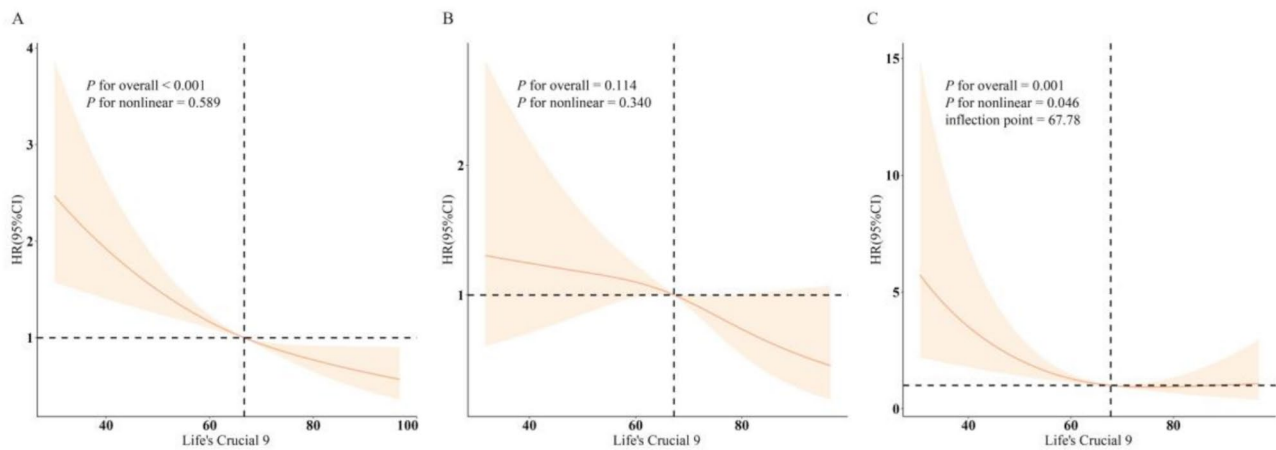 A
4
P for overall < 0.001
P for nonlinear = 0.589
3
HR(95%CI)
2
1
40
60
80
100
Life's Crucial 9
B
P for overall = 0.114
P for nonlinear = 0.340
2
HR(95%CI)
1
40
60
80
Life's Crucial 9
C
15
P for overall = 0.001
P for nonlinear = 0.046
inflection point = 67.78
10
HR(95%CI)
5
0
40
60
80
Life's Crucial 9